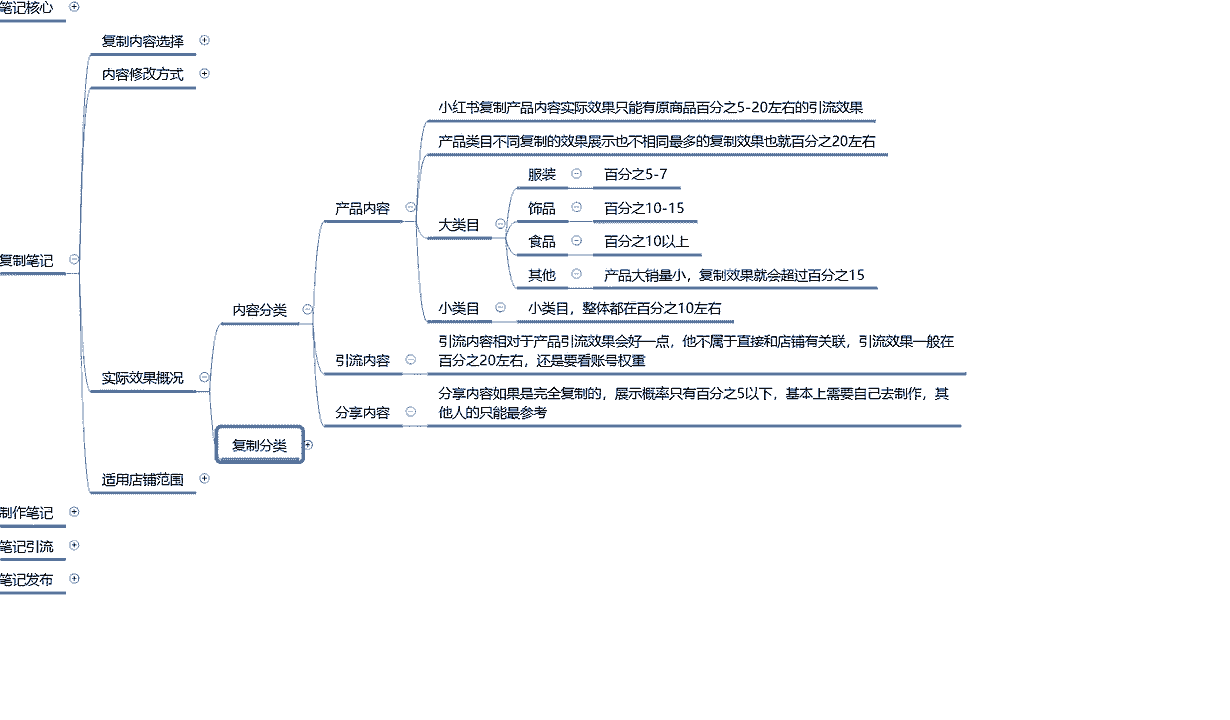 笔记核心
复制内容选择
内容修改方式
小红书复制产品内容实际效果只能有原商品百分之5-20左右的引流效果
产品类目不同复制的效果展示也不相同最多的复制效果也就百分之20左右
服装
百分之5-7
产品内容
饰品
百分之10-15
大类目
食品
百分之10以上
复制笔记
其他
产品大销量小，复制效果就会超过百分之15
内容分类
小类目
小类目，整体都在百分之10左右
引流内容相对于产品引流效果会好一点，他不属于直接和店铺有关联，引流效果一般在
引流内容
百分之20左右，还是要看账号权重
实际效果概况
分享内容如果是完全复制的，展示概率只有百分之5以下，基本上需要自己去制作，其
分享内容
他人的只能最参考
复制分类
适用店铺范围
制作笔记
笔记引流
笔记发布